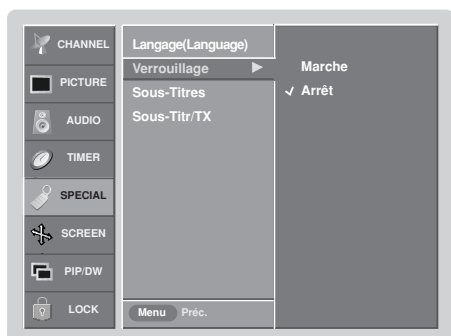 CHANNEL
PICTURE
AUDIO
TIMER
SPECIAL
SCREEN
PIP/DW
LOCK
Langage(Language)
Verrouillage ►
Sous-Titres
Sous-Titr/TX
Menu Préc.
Marche
✓ Arrêt